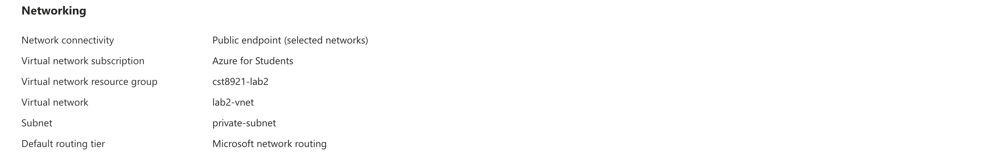 Networking
Network connectivity Public endpoint (selected networks)
Virtual network subscription Azure for Students
Virtual network resource group cst8921-lab2
Virtual network lab2-vnet
Subnet private-subnet
Default routing tier Microsoft network routing